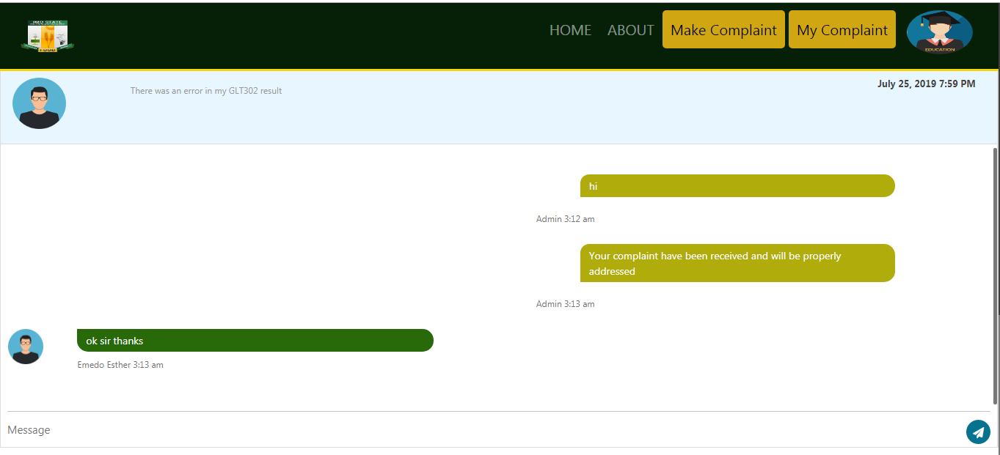 IMO STATE
FOOD
HOME
ABOUT
Make Complaint
My Complaint
EDUCATION
There was an error in my GLT302 result
July 25, 2019 7:59 PM
hi
Admin 3:12 am
Your complaint have been received and will be properly
addressed
Admin 3:13 am
ok sir thanks
Emedo Esther 3:13 am
Message